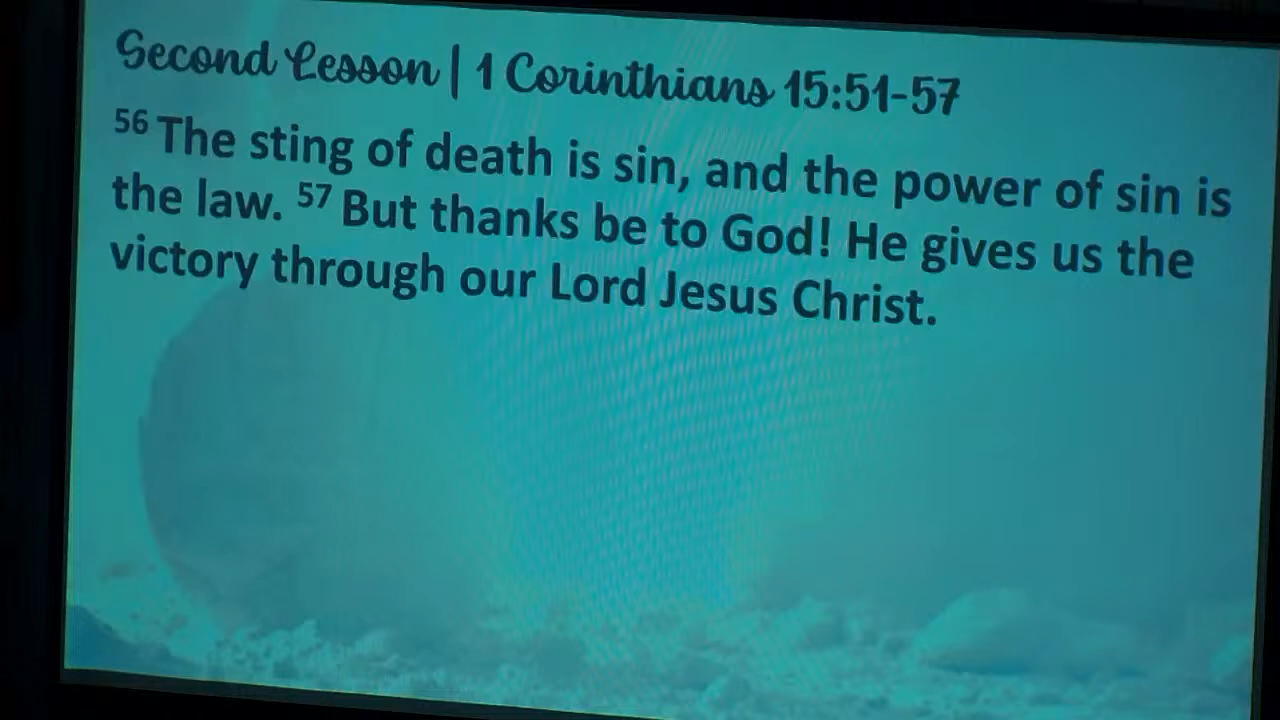 Second Lesson | 1 Corinthians 15:51-57
56 The sting of death is sin, and the power of sin is
the law. 57 But thanks be to God! He gives us the
victory through our Lord Jesus Christ.